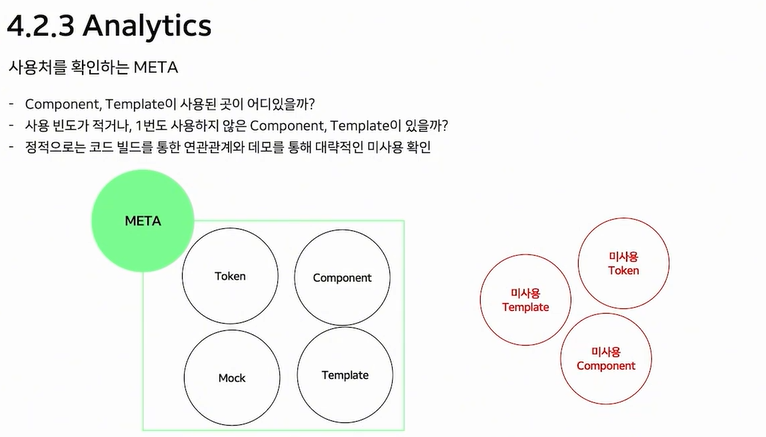 4.2.3 Analytics
사용처를 확인하는 META
- Component, Template이 사용된 곳이 어디있을까?
- 사용 빈도가 적거나, 1번도 사용하지 않은 Component, Template이 있을까?
- 정적으로는 코드 빌드를 통한 연관관계와 데모를 통해 대략적인 미사용 확인
META
Token
Component
Mock
Template
미사용
Token
미사용
Template
미사용
Component